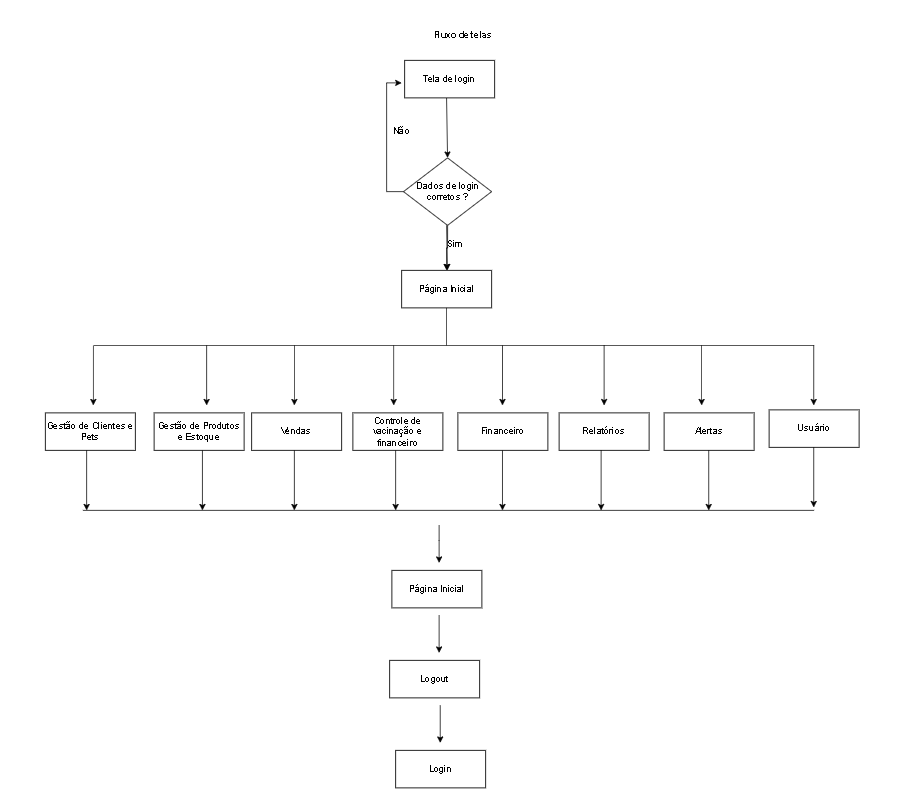 Fluxo de telas
Tela de login
Não
Dados de login
corretos ?
Sim
Página Inicial
Gestão de Clientes e
Pets
Gestão de Produtos
e Estoque
Vendas
Controle de
vacinação e
financeiro
Financeiro
Relatórios
Alertas
Usuário
Página Inicial
Logout
Login